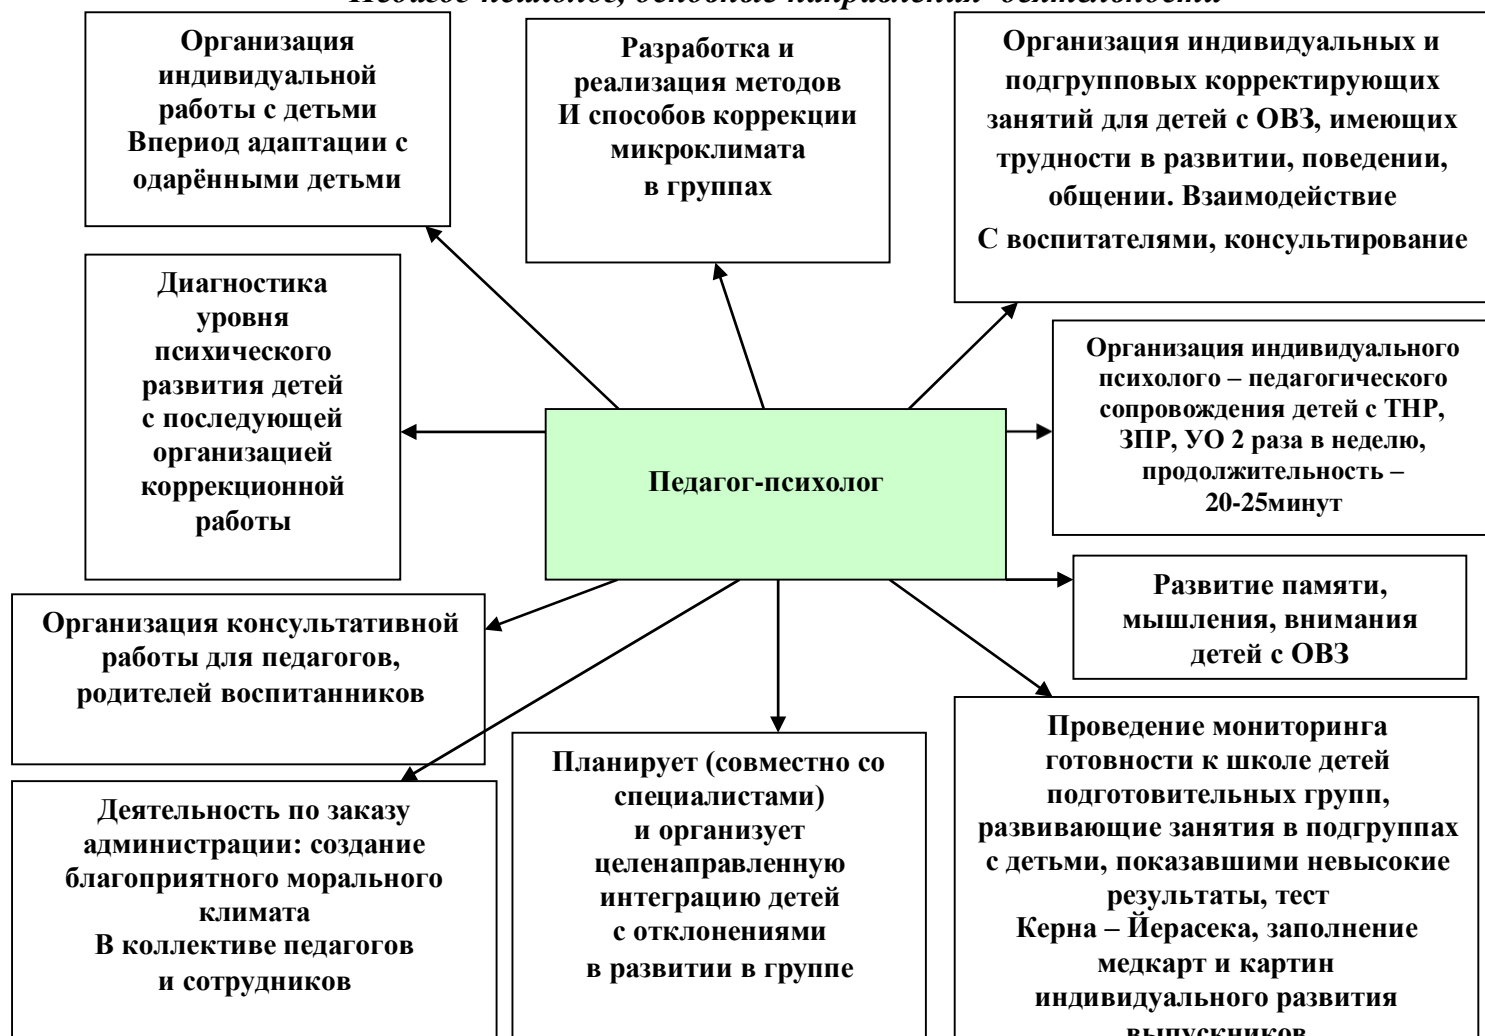 Педагог-психолог, основные направления деятельности
Организация
индивидуальной
работы с детьми
Впериод адаптации с
одарёнными детьми
Разработка и
реализация методов
И способов коррекции
микроклимата
в группах
Организация индивидуальных и
подгрупповых корректирующих
занятий для детей с ОВЗ, имеющих
трудности в развитии, поведении,
общении. Взаимодействие
С воспитателями, консультирование
Диагностика
уровня
психического
развития детей
с последующей
организацией
коррекционной
работы
Организация индивидуального
психолого – педагогического
сопровождения детей с ТНР,
ЗПР, УО 2 раза в неделю,
продолжительность –
20-25минут
Педагог-психолог
Развитие памяти,
мышления, внимания
детей с ОВЗ
Организация консультативной
работы для педагогов,
родителей воспитанников
Деятельность по заказу
администрации: создание
благоприятного морального
климата
В коллективе педагогов
и сотрудников
Планирует (совместно со
специалистами)
и организует
целенаправленную
интеграцию детей
с отклонениями
в развитии в группе
Проведение мониторинга
готовности к школе детей
подготовительных групп,
развивающие занятия в подгруппах
с детьми, показавшими невысокие
результаты, тест
Керна – Йерасека, заполнение
медкарт и картин
индивидуального развития
выпускников